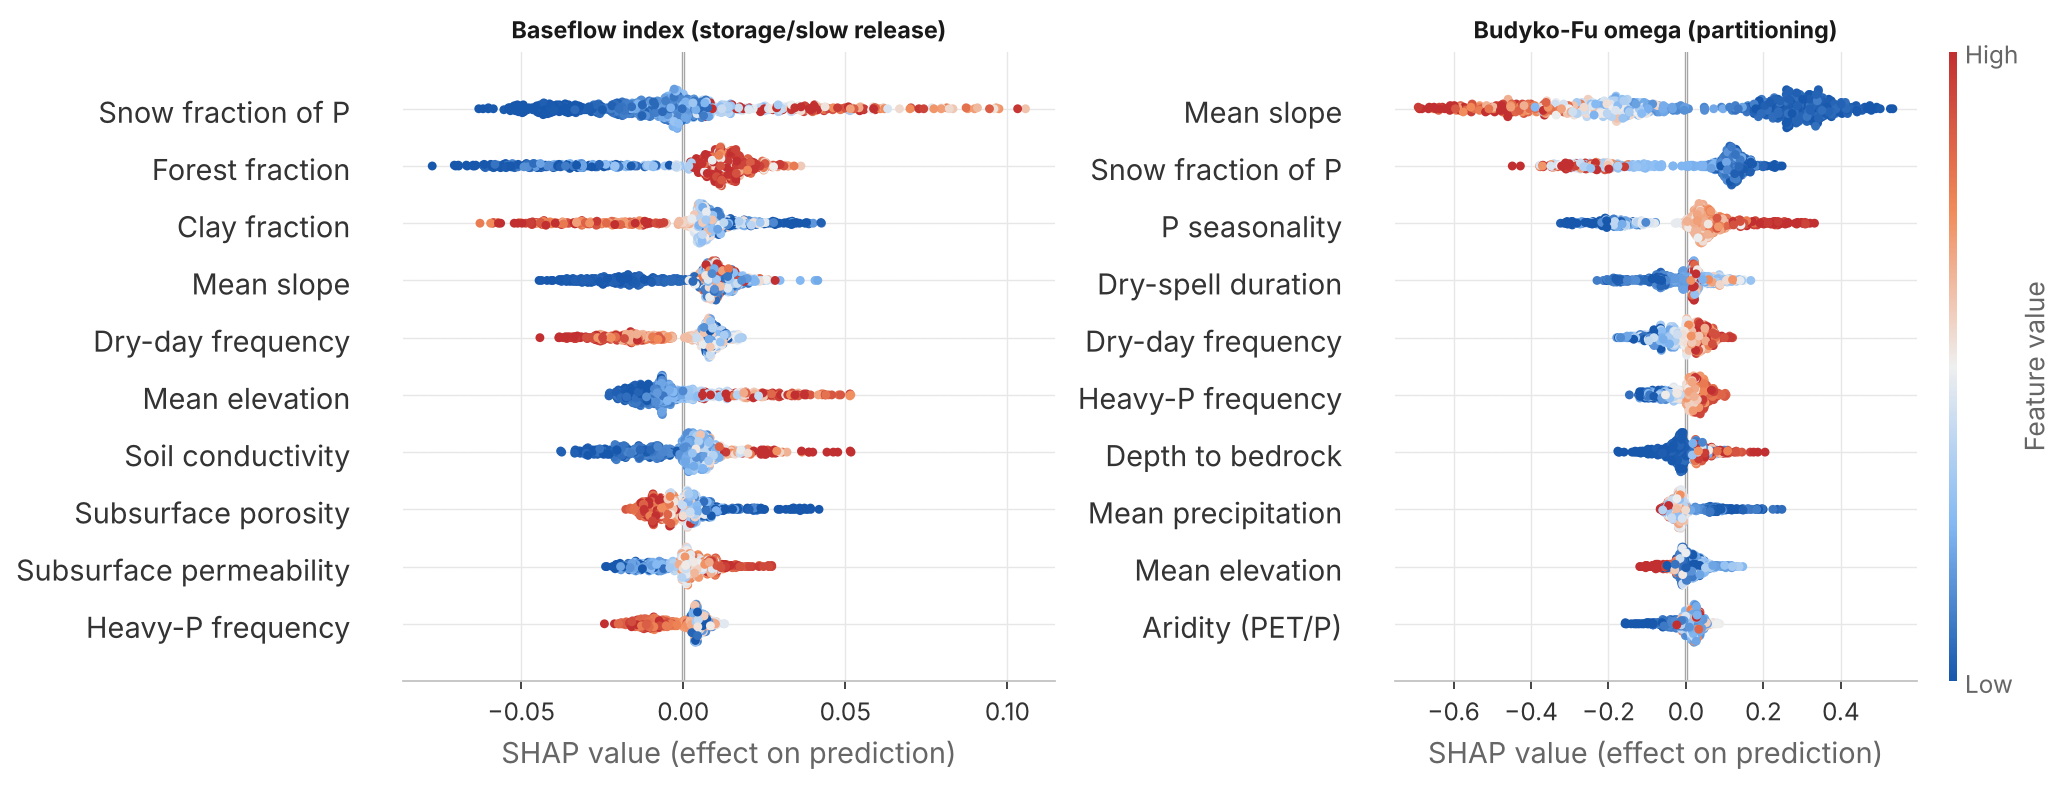 Baseflow index (storage/slow release)
Snow fraction of P
Forest fraction
Clay fraction
Mean slope
Dry-day frequency
Mean elevation
Soil conductivity
Subsurface porosity
Subsurface permeability
Heavy-P frequency
−0.05 0.00 0.05 0.10
SHAP value (effect on prediction)
Budyko-Fu omega (partitioning)
Mean slope
Snow fraction of P
P seasonality
Dry-spell duration
Dry-day frequency
Heavy-P frequency
Depth to bedrock
Mean precipitation
Mean elevation
Aridity (PET/P)
−0.6 −0.4 −0.2 0.0 0.2 0.4
SHAP value (effect on prediction)
High
Feature value
Low